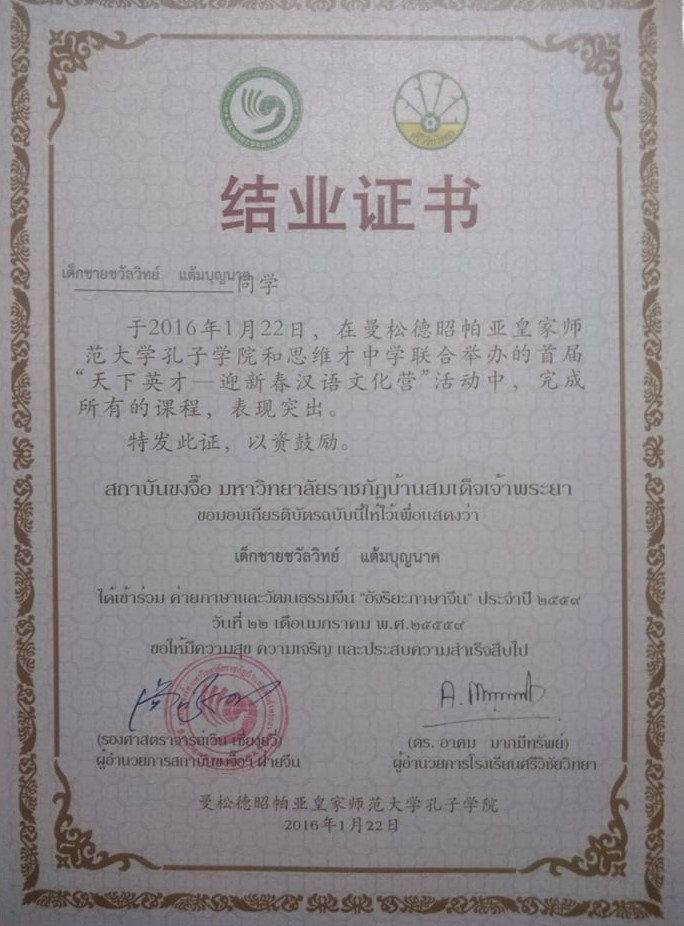 结业证书
เด็กชายชวัลวิทย์ แต้มบุญนาค同学
于2016年1月22日，在曼松德昭帕亚皇家师
范大学孔子学院和思维才中学联合举办的首届
“天下英才—迎新春汉语文化营”活动中，完成
所有的课程，表现突出。
特发此证，以资鼓励。
สถาบันขงจื๊อ มหาวิทยาลัยราชภัฏบ้านสมเด็จเจ้าพระยา
ขอมอบเกียรติบัตรฉบับนี้ให้ไว้เพื่อแสดงว่า
เด็กชายชวัลวิทย์ แต้มบุญนาค
ได้เข้าร่วม ค่ายภาษาและวัฒนธรรมจีน “อัจริยะภาษาจีน” ประจำปี ๒๕๕๙
วันที่ ๒๒ เดือนมกราคม พ.ศ.๒๕๕๕๙
ขอให้มีความสุข ความเจริญ และประสบความสำเร็จสืบไป
(รองศาสตราจารย์เวิน เซี่ยงยวี่) (ดร. อาคม มากมีทรัพย์)
ผู้อำนวยการสถาบันขงจื๊อฯ ฝ่ายจีน ผู้อำนวยการโรงเรียนศรีวิชัยวิทยา
曼松德昭帕亚皇家师范大学孔子学院
2016年1月22日